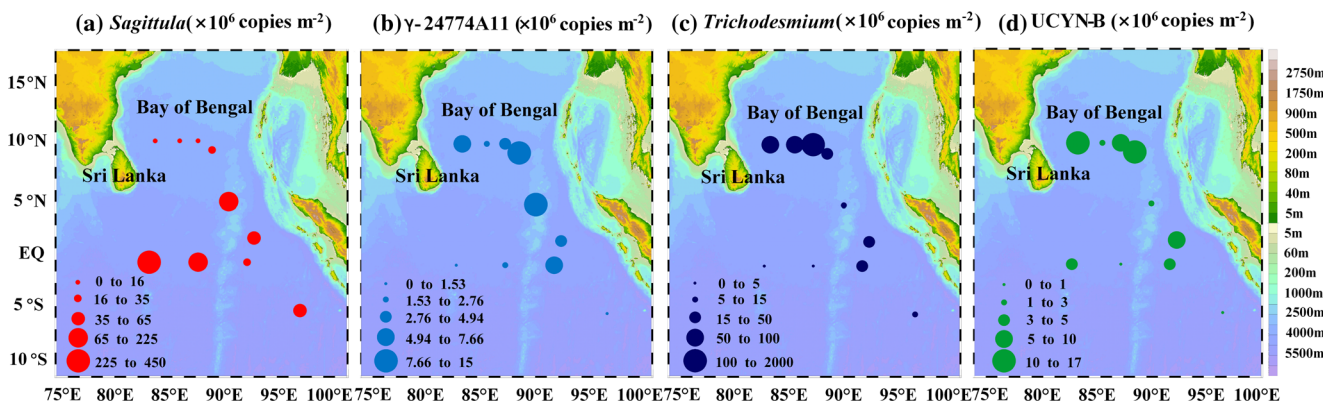 (a) Sagittula(×10⁶ copies m⁻²)
(b) γ-24774A11 (×10⁶ copies m⁻²)
(c) Trichodesmium(×10⁶ copies m⁻²)
(d) UCYN-B (×10⁶ copies m⁻²)
15°N
10°N
5°N
EQ
5°S
10°S
Bay of Bengal
Sri Lanka
0 to 16
16 to 35
35 to 65
65 to 225
225 to 450
75°E 80°E 85°E 90°E 95°E 100°E
Bay of Bengal
Sri Lanka
0 to 1.53
1.53 to 2.76
2.76 to 4.94
4.94 to 7.66
7.66 to 15
75°E 80°E 85°E 90°E 95°E 100°E
Bay of Bengal
Sri Lanka
0 to 5
5 to 15
15 to 50
50 to 100
100 to 2000
75°E 80°E 85°E 90°E 95°E 100°E
Bay of Bengal
Sri Lanka
0 to 1
1 to 3
3 to 5
5 to 10
10 to 17
75°E 80°E 85°E 90°E 95°E 100°E
2750m
1750m
900m
500m
200m
80m
40m
5m
5m
60m
200m
1000m
2500m
4000m
5500m